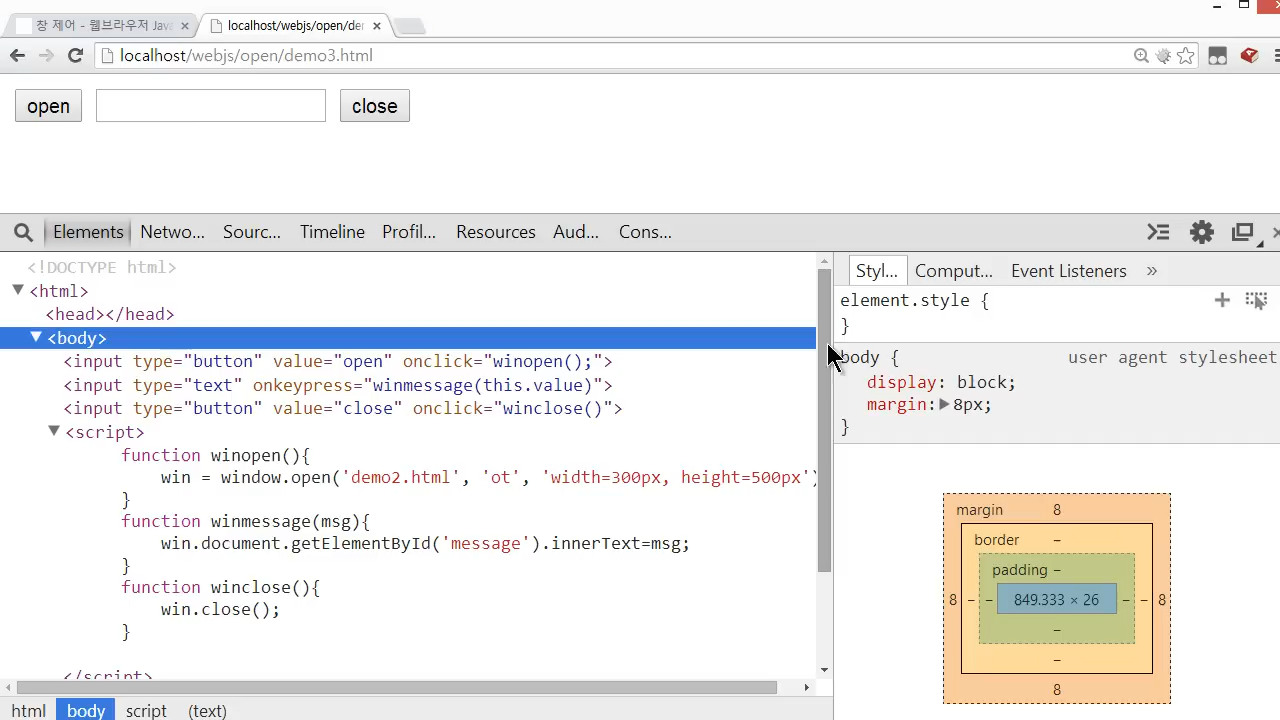 창 제어 - 웹브라우저 Java
localhost/webjs/open/der
localhost/webjs/open/demo3.html
open
close
Elements Netwo... Sourc... Timeline Profil... Resources Aud... Cons...
<!DOCTYPE html>
<html>
<head></head>
<body>
<input type="button" value="open" onclick="winopen();">
<input type="text" onkeypress="winmessage(this.value)">
<input type="button" value="close" onclick="winclose()">
<script>
function winopen(){
win = window.open('demo2.html', 'ot', 'width=300px, height=500px')
}
function winmessage(msg){
win.document.getElementById('message').innerText=msg;
}
function winclose(){
win.close();
}
</script>
html body script (text)
Styl... Comput... Event Listeners »
element.style {
}
body { user agent stylesheet
display: block;
margin: 8px;
}
margin 8
border –
padding –
8 – – 849.333 × 26 – – 8
–
–
8